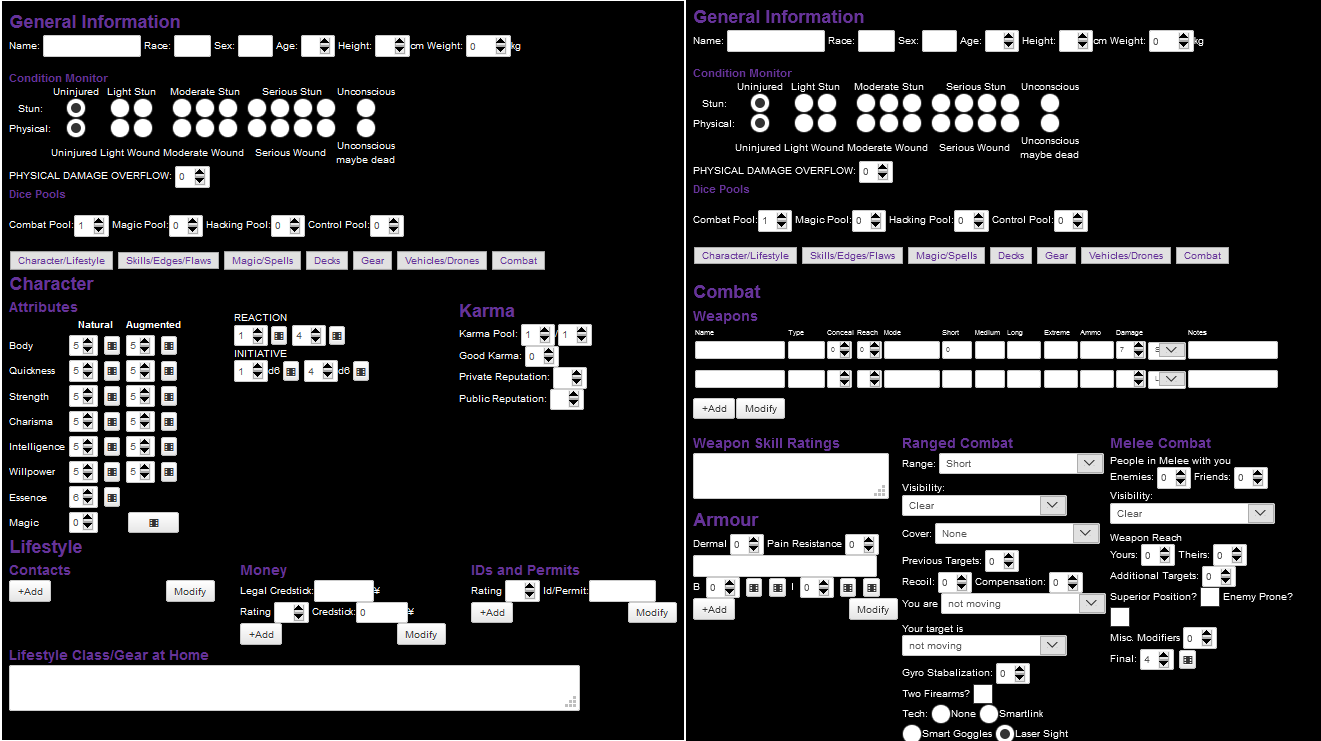 General Information
Name: Race: Sex: Age: Height: cm Weight: 0 kg
Condition Monitor
Uninjured Light Stun Moderate Stun Serious Stun Unconscious
Stun:
Physical:
Uninjured Light Wound Moderate Wound Serious Wound Unconscious maybe dead
PHYSICAL DAMAGE OVERFLOW: 0
Dice Pools
Combat Pool: 1 Magic Pool: 0 Hacking Pool: 0 Control Pool: 0
Character/Lifestyle Skills/Edges/Flaws Magic/Spells Decks Gear Vehicles/Drones Combat
Character
Attributes
Natural Augmented
Body 5 5
Quickness 5 5
Strength 5 5
Charisma 5 5
Intelligence 5 5
Willpower 5 5
Essence 6
Magic 0
REACTION
1 4
INITIATIVE
1 d6 4 d6
Karma
Karma Pool: 1 / 1
Good Karma: 0
Private Reputation:
Public Reputation:
Lifestyle
Contacts
+Add Modify
Money
Legal Credstick: ¥
Rating Credstick: 0 ¥
+Add Modify
IDs and Permits
Rating Id/Permit:
+Add Modify
Lifestyle Class/Gear at Home
General Information
Name: Race: Sex: Age: Height: cm Weight: 0 kg
Condition Monitor
Uninjured Light Stun Moderate Stun Serious Stun Unconscious
Stun:
Physical:
Uninjured Light Wound Moderate Wound Serious Wound Unconscious maybe dead
PHYSICAL DAMAGE OVERFLOW: 0
Dice Pools
Combat Pool: 1 Magic Pool: 0 Hacking Pool: 0 Control Pool: 0
Character/Lifestyle Skills/Edges/Flaws Magic/Spells Decks Gear Vehicles/Drones Combat
Combat
Weapons
Name Type Conceal Reach Mode Short Medium Long Extreme Ammo Damage Notes
0 0 0 7
+Add Modify
Weapon Skill Ratings
Armour
Dermal 0 Pain Resistance 0
B 0 I 0
+Add Modify
Ranged Combat
Range: Short
Visibility:
Clear
Cover: None
Previous Targets: 0
Recoil: 0 Compensation: 0
You are not moving
Your target is
not moving
Gyro Stabalization: 0
Two Firearms?
Tech: None Smartlink
Smart Goggles Laser Sight
Melee Combat
People in Melee with you
Enemies: 0 Friends: 0
Visibility:
Clear
Weapon Reach
Yours: 0 Theirs: 0
Additional Targets: 0
Superior Position? Enemy Prone?
Misc. Modifiers 0
Final: 4